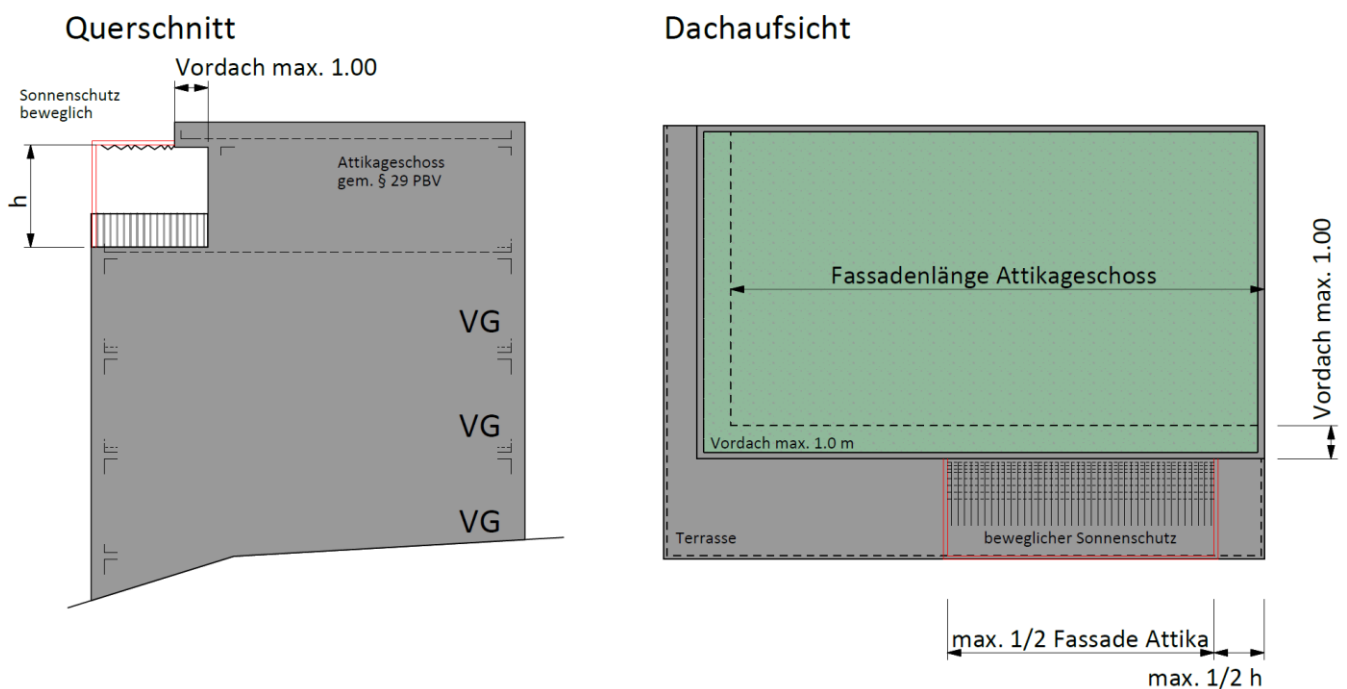 Querschnitt
Vordach max. 1.00
Sonnenschutz
beweglich
Attikageschoss
gem. § 29 PBV
h
VG
VG
VG
Dachaufsicht
Fassadenlänge Attikageschoss
Vordach max. 1.00
Vordach max. 1.0 m
Terrasse
beweglicher Sonnenschutz
max. 1/2 Fassade Attika
max. 1/2 h